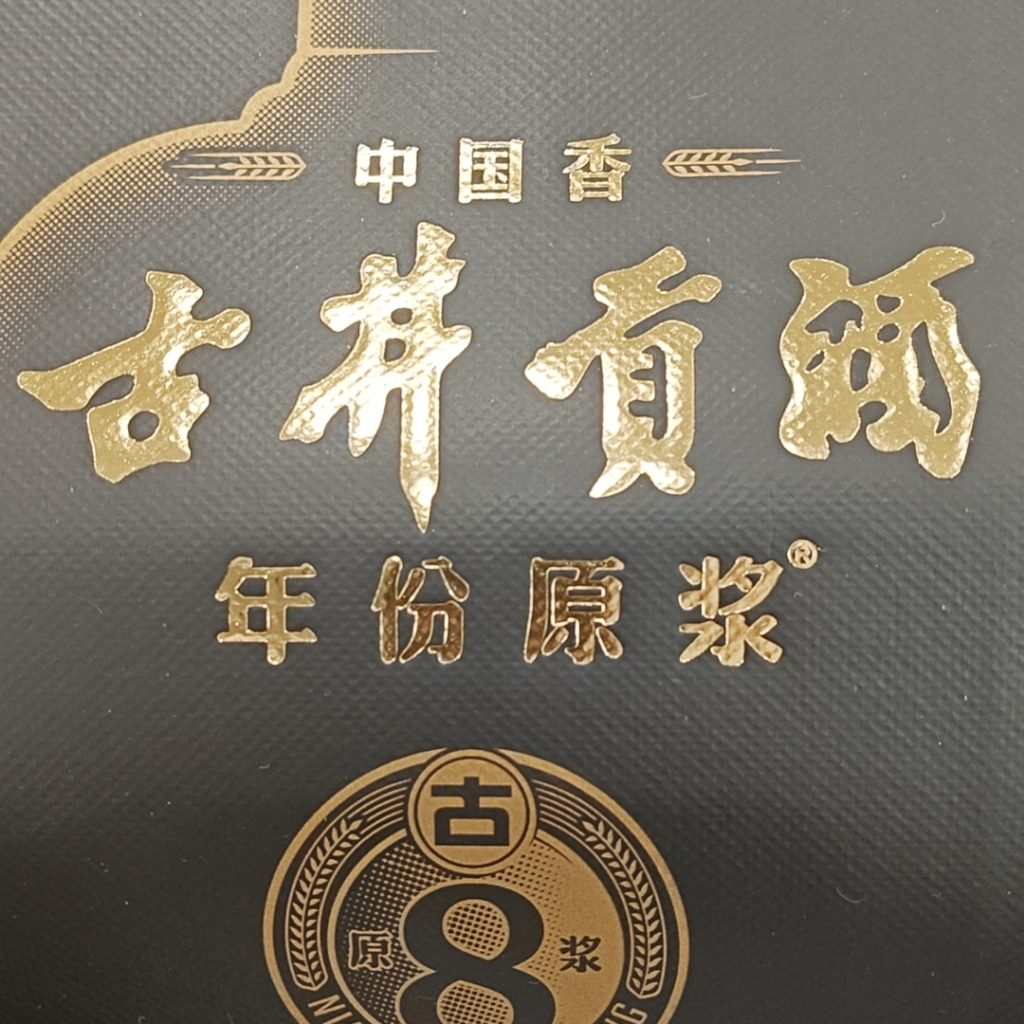 中国香
古井贡酒
年份原浆®
古
原 8 浆